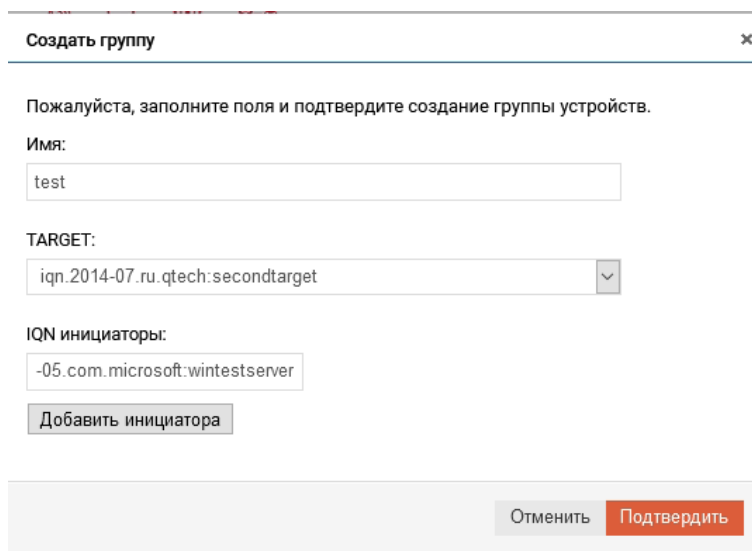 Создать группу
Пожалуйста, заполните поля и подтвердите создание группы устройств.
Имя:
test
TARGET:
iqn.2014-07.ru.qtech:secondtarget
IQN инициаторы:
-05.com.microsoft:wintestserver
Добавить инициатора
Отменить Подтвердить